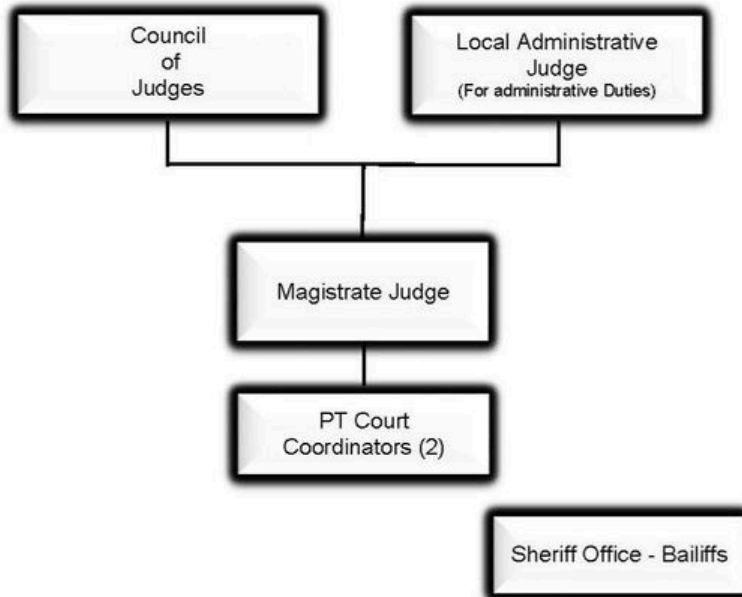 Council
of
Judges
Local Administrative
Judge
(For administrative Duties)
Magistrate Judge
PT Court
Coordinators (2)
Sheriff Office - Bailiffs